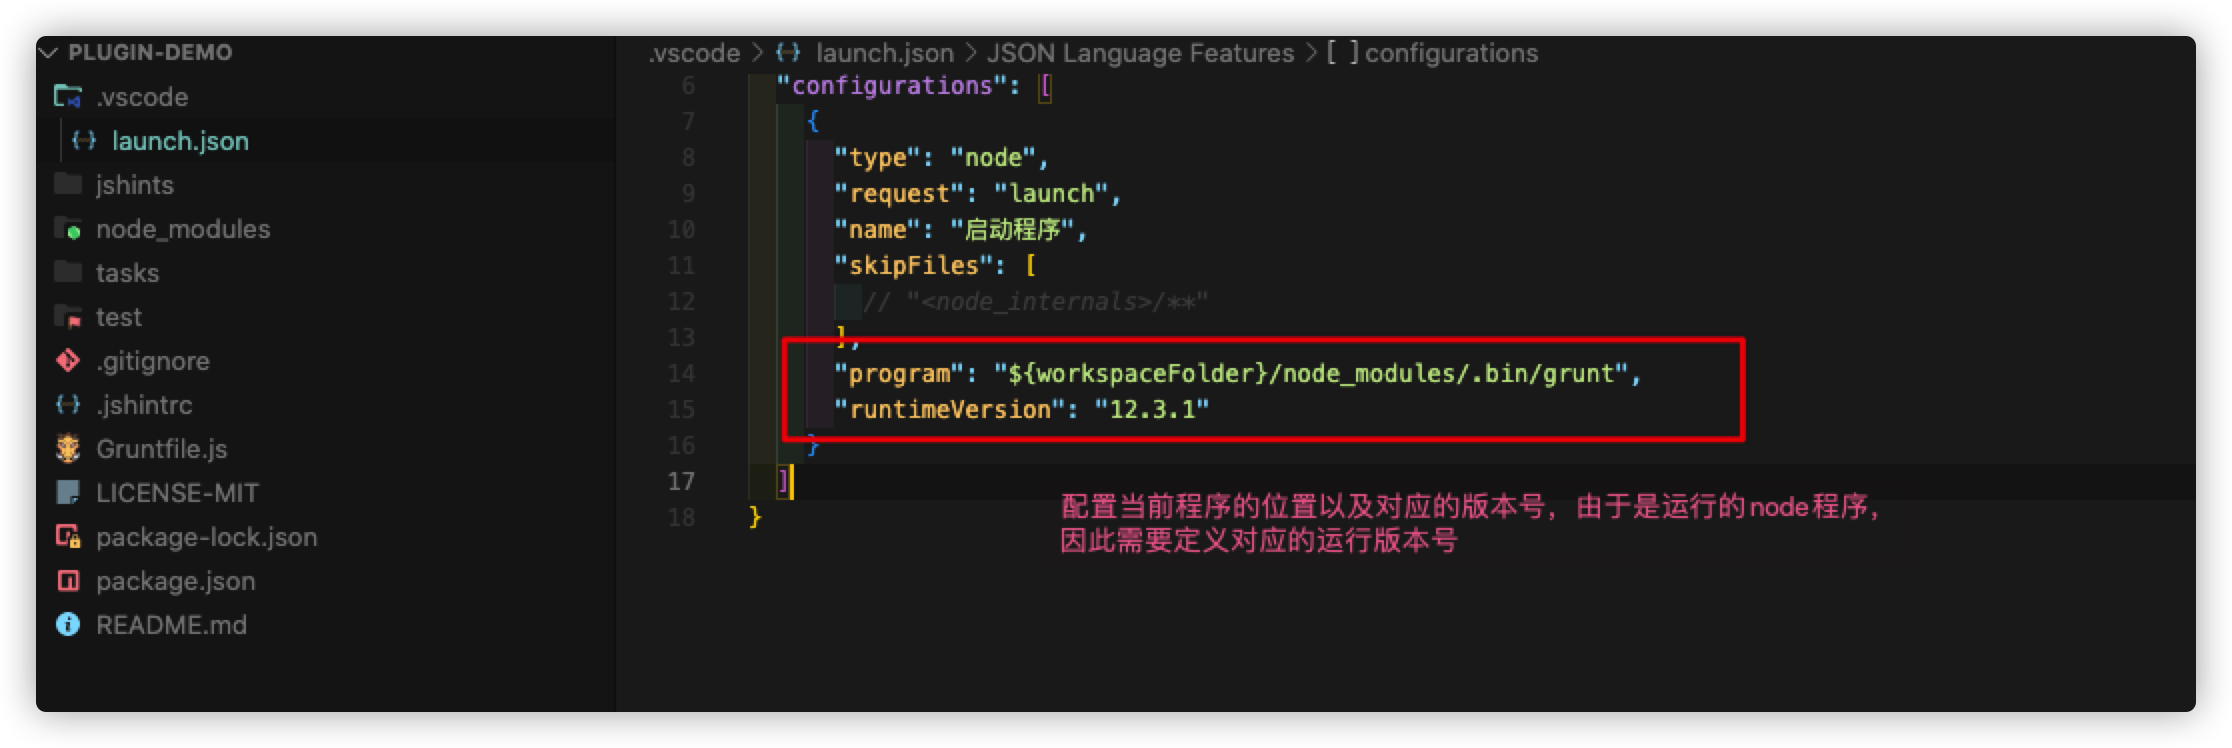 PLUGIN-DEMO
.vscode
launch.json
jshints
node_modules
tasks
test
.gitignore
.jshintrc
Gruntfile.js
LICENSE-MIT
package-lock.json
package.json
README.md
.vscode > launch.json > JSON Language Features > [ ] configurations
6 "configurations": [
7 {
8 "type": "node",
9 "request": "launch",
10 "name": "启动程序",
11 "skipFiles": [
12 // "<node_internals>/**"
13 ],
14 "program": "${workspaceFolder}/node_modules/.bin/grunt",
15 "runtimeVersion": "12.3.1"
16 }
17 ]
18 }
配置当前程序的位置以及对应的版本号，由于是运行的node程序，
因此需要定义对应的运行版本号